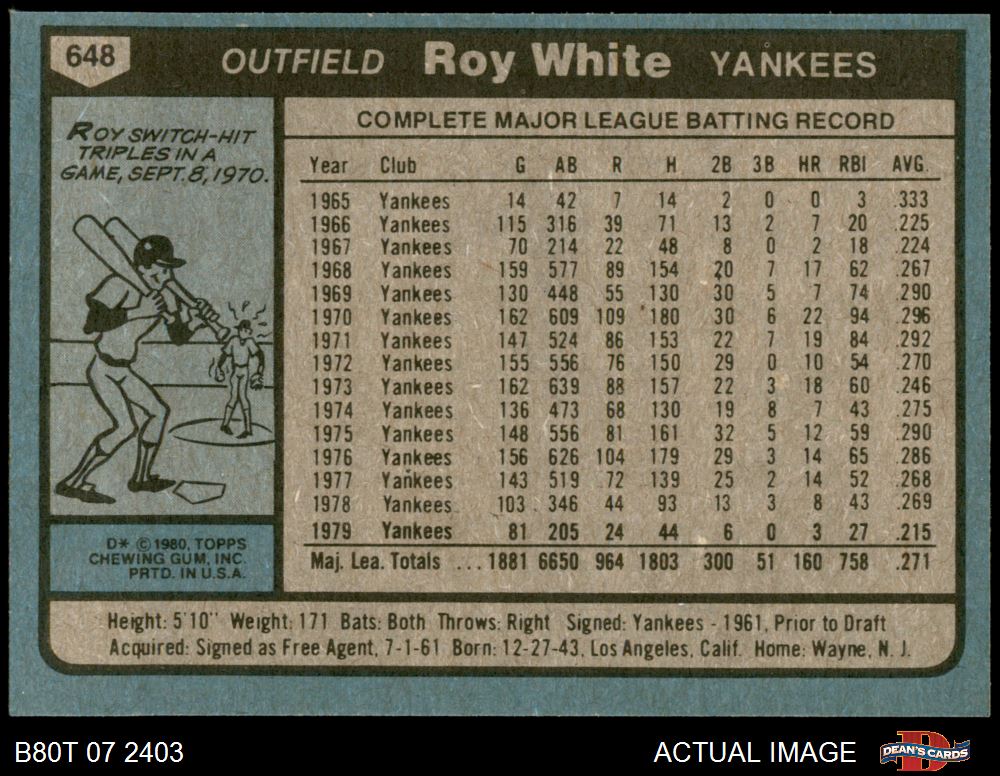 648
OUTFIELD Roy White YANKEES
ROY SWITCH-HIT
TRIPLES IN A
GAME, SEPT. 8, 1970.
COMPLETE MAJOR LEAGUE BATTING RECORD
Year Club G AB R H 2B 3B HR RBI AVG.
1965 Yankees 14 42 7 14 2 0 0 3 .333
1966 Yankees 115 316 39 71 13 2 7 20 .225
1967 Yankees 70 214 22 48 8 0 2 18 .224
1968 Yankees 159 577 89 154 20 7 17 62 .267
1969 Yankees 130 448 55 130 30 5 7 74 .290
1970 Yankees 162 609 109 180 30 6 22 94 .296
1971 Yankees 147 524 86 153 22 7 19 84 .292
1972 Yankees 155 556 76 150 29 0 10 54 .270
1973 Yankees 162 639 88 157 22 3 18 60 .246
1974 Yankees 136 473 68 130 19 8 7 43 .275
1975 Yankees 148 556 81 161 32 5 12 59 .290
1976 Yankees 156 626 104 179 29 3 14 65 .286
1977 Yankees 143 519 72 139 25 2 14 52 .268
1978 Yankees 103 346 44 93 13 3 8 43 .269
1979 Yankees 81 205 24 44 6 0 3 27 .215
Maj. Lea. Totals ... 1881 6650 964 1803 300 51 160 758 .271
D* © 1980, TOPPS
CHEWING GUM, INC.
PRTD. IN U.S.A.
Height: 5'10" Weight: 171 Bats: Both Throws: Right Signed: Yankees - 1961, Prior to Draft
Acquired: Signed as Free Agent, 7-1-61 Born: 12-27-43, Los Angeles, Calif. Home: Wayne, N. J.
B80T 07 2403
ACTUAL IMAGE
D
DEAN'S CARDS